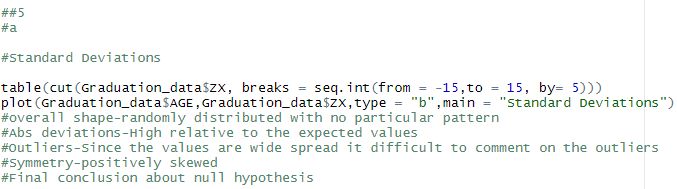 ##5
#a
#Standard Deviations
table(cut(Graduation_data$ZX, breaks = seq.int(from = -15,to = 15, by= 5)))
plot(Graduation_data$AGE,Graduation_data$ZX,type = "b",main = "Standard Deviations")
#overall shape-randomly distributed with no particular pattern
#Abs deviations-High relative to the expected values
#Outliers-Since the values are wide spread it difficult to comment on the outliers
#Symmetry-positively skewed
#Final conclusion about null hypothesis